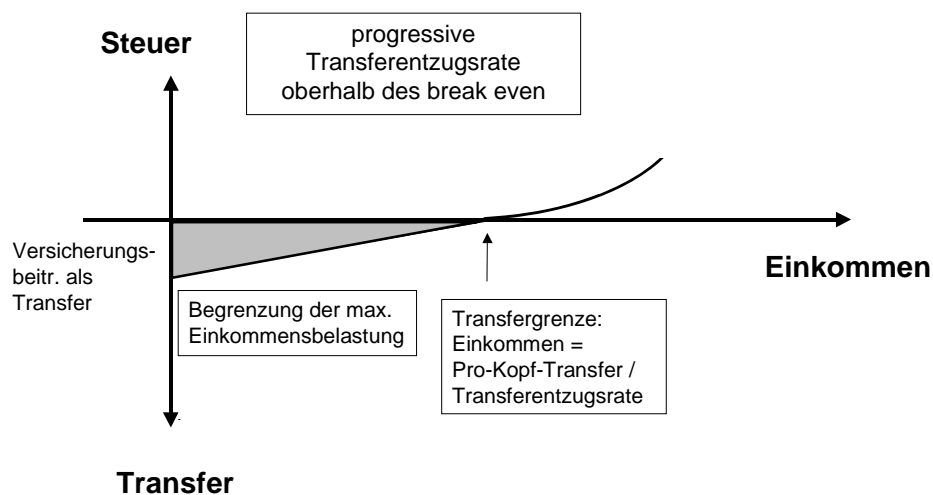 Steuer
progressive
Transferentzugsrate
oberhalb des break even
Versicherungs-
beitr. als
Transfer
Einkommen
Begrenzung der max.
Einkommensbelastung
Transfergrenze:
Einkommen =
Pro-Kopf-Transfer /
Transferentzugsrate
Transfer